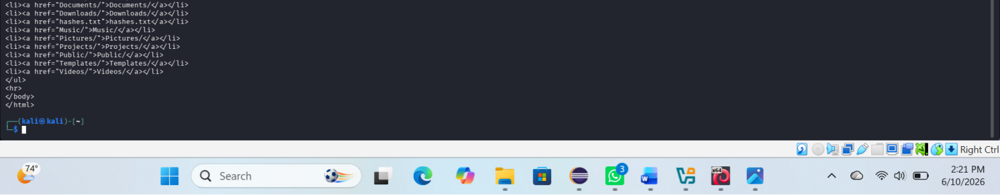 <li><a href="Documents/">Documents/</a></li>
<li><a href="Downloads/">Downloads/</a></li>
<li><a href="hashes.txt">hashes.txt</a></li>
<li><a href="Music/">Music/</a></li>
<li><a href="Pictures/">Pictures/</a></li>
<li><a href="Projects/">Projects/</a></li>
<li><a href="Public/">Public/</a></li>
<li><a href="Templates/">Templates/</a></li>
<li><a href="Videos/">Videos/</a></li>
</ul>
<hr>
</body>
</html>
┌──(kali㉿kali)-[~]
└─$
Right Ctrl
74°
Search
3
W
x64
2:21 PM
6/10/2026